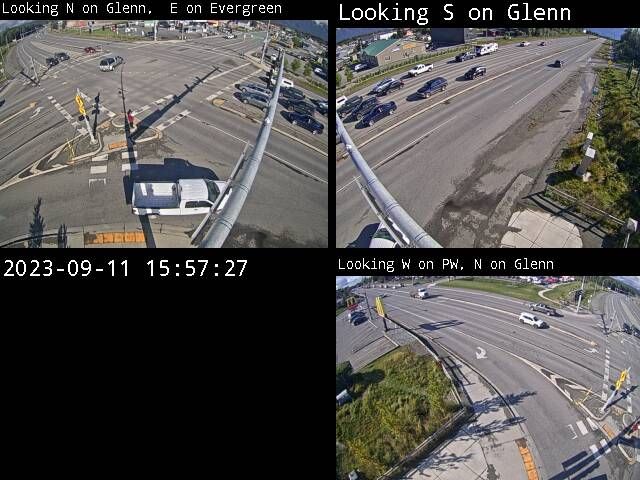 Looking N on Glenn, E on Evergreen
Looking S on Glenn
2023-09-11 15:57:27
Looking W on PW, N on Glenn